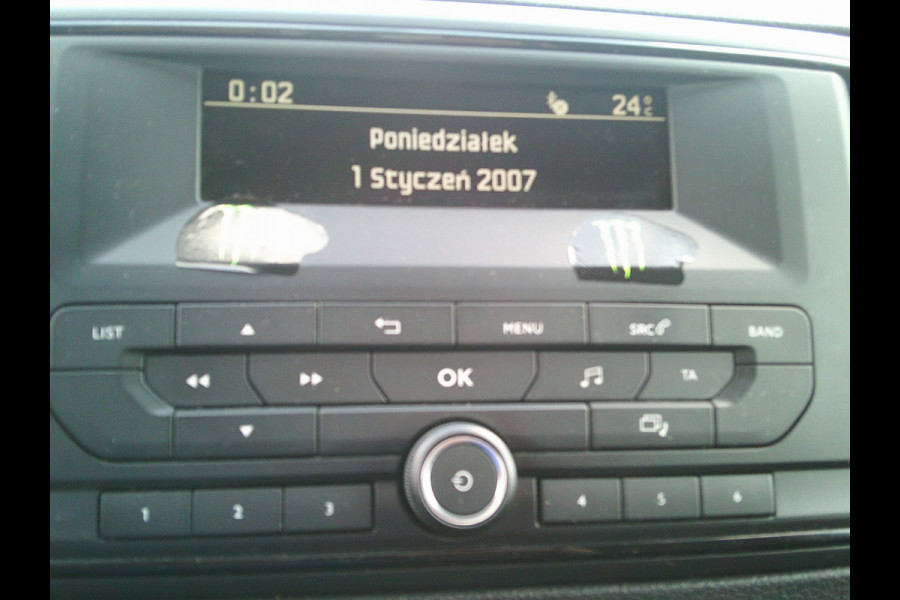 0:02 24°C
Poniedziałek
1 Styczeń 2007
LIST MENU SRC BAND
OK TA
1 2 3 4 5 6